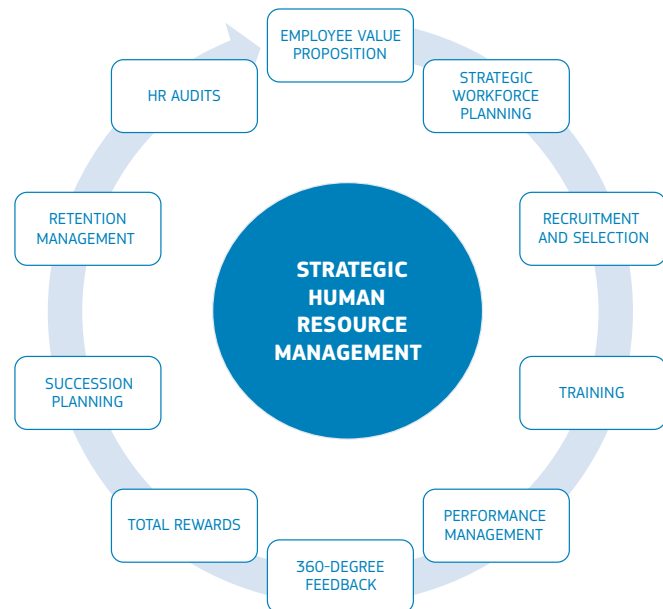 EMPLOYEE VALUE
PROPOSITION
STRATEGIC
WORKFORCE
PLANNING
RECRUITMENT
AND SELECTION
TRAINING
PERFORMANCE
MANAGEMENT
360-DEGREE
FEEDBACK
TOTAL REWARDS
SUCCESSION
PLANNING
RETENTION
MANAGEMENT
HR AUDITS
STRATEGIC
HUMAN
RESOURCE
MANAGEMENT